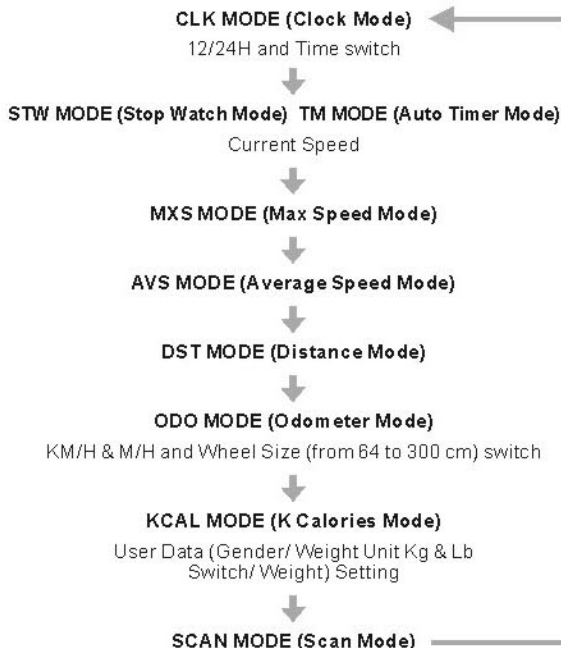 CLK MODE (Clock Mode)
12/24H and Time switch
STW MODE (Stop Watch Mode) TM MODE (Auto Timer Mode)
Current Speed
MXS MODE (Max Speed Mode)
AVS MODE (Average Speed Mode)
DST MODE (Distance Mode)
ODO MODE (Odometer Mode)
KM/H & M/H and Wheel Size (from 64 to 300 cm) switch
KCAL MODE (K Calories Mode)
User Data (Gender/ Weight Unit Kg & Lb
Switch/ Weight) Setting
SCAN MODE (Scan Mode)